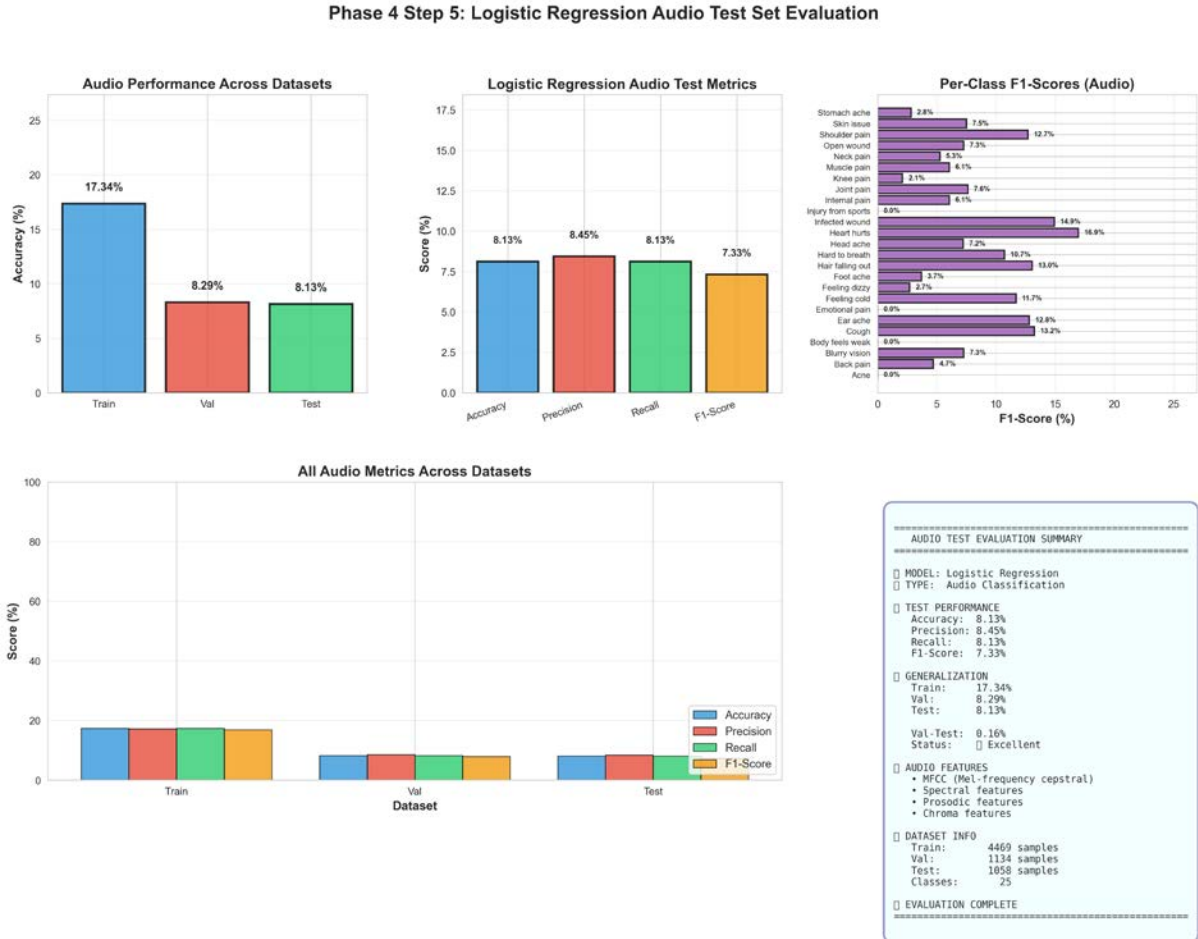 Phase 4 Step 5: Logistic Regression Audio Test Set Evaluation
Audio Performance Across Datasets
Accuracy (%)
25
20
15
10
5
0
17.34%
8.29%
8.13%
Train
Val
Test
Logistic Regression Audio Test Metrics
Score (%)
17.5
15.0
12.5
10.0
7.5
5.0
2.5
0.0
8.13%
8.45%
8.13%
7.33%
Accuracy
Precision
Recall
F1-Score
Per-Class F1-Scores (Audio)
Stomach ache 2.8%
Skin issue 7.5%
Shoulder pain 12.7%
Open wound 7.3%
Neck pain 5.3%
Muscle pain 6.1%
Knee pain 2.1%
Joint pain 7.6%
Internal pain 6.1%
Injury from sports 0.0%
Infected wound 14.9%
Heart hurts 16.9%
Head ache 7.2%
Hard to breath 10.7%
Hair falling out 13.0%
Foot ache 3.7%
Feeling dizzy 2.7%
Feeling cold 11.7%
Emotional pain 0.0%
Ear ache 12.8%
Cough 13.2%
Body feels weak 0.0%
Blurry vision 7.3%
Back pain 4.7%
Acne 0.0%
0 5 10 15 20 25
F1-Score (%)
All Audio Metrics Across Datasets
Score (%)
100
80
60
40
20
0
Train
Val
Test
Dataset
Accuracy
Precision
Recall
F1-Score
==================================================
AUDIO TEST EVALUATION SUMMARY
==================================================
▯ MODEL: Logistic Regression
▯ TYPE: Audio Classification
▯ TEST PERFORMANCE
Accuracy: 8.13%
Precision: 8.45%
Recall: 8.13%
F1-Score: 7.33%
▯ GENERALIZATION
Train: 17.34%
Val: 8.29%
Test: 8.13%
Val-Test: 0.16%
Status: ▯ Excellent
▯ AUDIO FEATURES
• MFCC (Mel-frequency cepstral)
• Spectral features
• Prosodic features
• Chroma features
▯ DATASET INFO
Train: 4469 samples
Val: 1134 samples
Test: 1058 samples
Classes: 25
▯ EVALUATION COMPLETE
==================================================